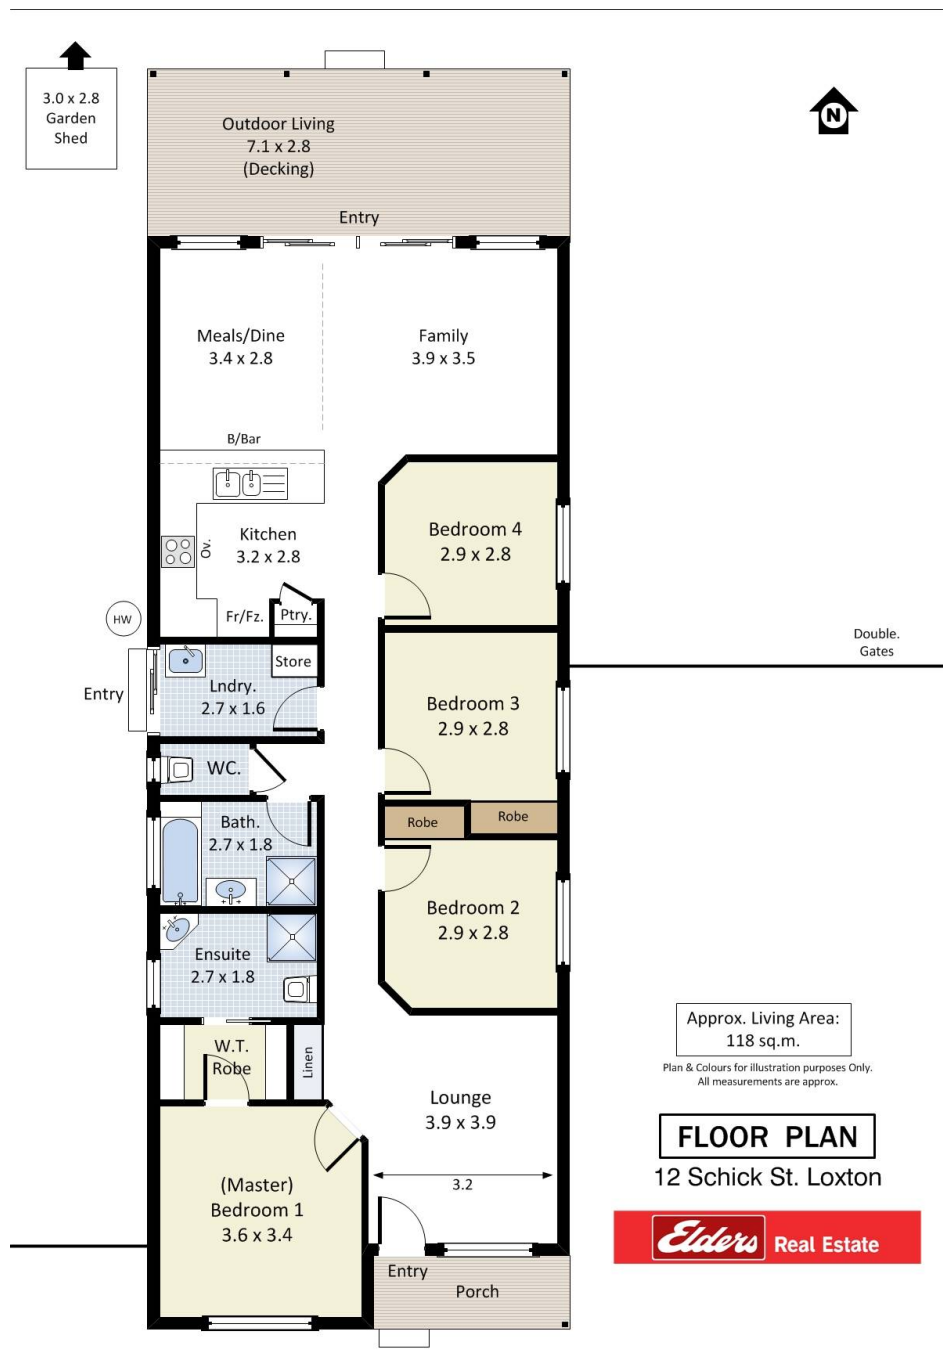 3.0 x 2.8
Garden
Shed
N
Outdoor Living
7.1 x 2.8
(Decking)
Entry
Meals/Dine
3.4 x 2.8
Family
3.9 x 3.5
B/Bar
Kitchen
3.2 x 2.8
Ov.
Fr/Fz.
Ptry.
Bedroom 4
2.9 x 2.8
HW
Double.
Gates
Entry
Store
Lndry.
2.7 x 1.6
Bedroom 3
2.9 x 2.8
WC.
Bath.
2.7 x 1.8
Robe
Robe
Bedroom 2
2.9 x 2.8
Ensuite
2.7 x 1.8
W.T.
Robe
Linen
Lounge
3.9 x 3.9
3.2
(Master)
Bedroom 1
3.6 x 3.4
Entry
Porch
Approx. Living Area:
118 sq.m.
Plan & Colours for illustration purposes Only.
All measurements are approx.
FLOOR PLAN
12 Schick St. Loxton
Elders Real Estate